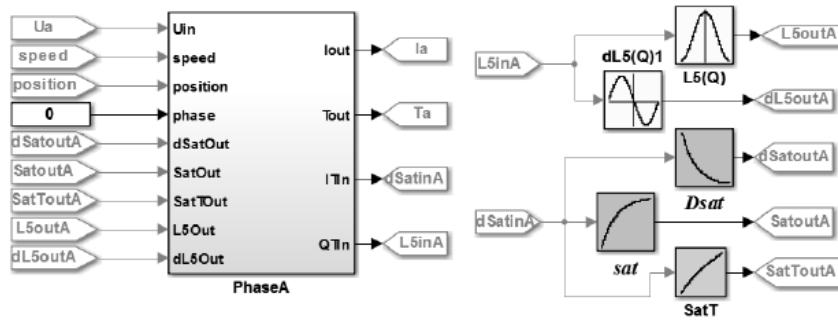 Ua
speed
position
0
dSatoutA
SatoutA
SatToutA
L5outA
dL5outA
Uin
speed
position
phase
dSatOut
SatOut
SatTOut
L5Out
dL5Out
Iout
Tout
ITIn
QTIn
PhaseA
Ia
Ta
dSatinA
L5inA
L5inA
dL5(Q)1
L5(Q)
L5outA
dL5outA
dSatinA
Dsat
sat
SatT
dSatoutA
SatoutA
SatToutA